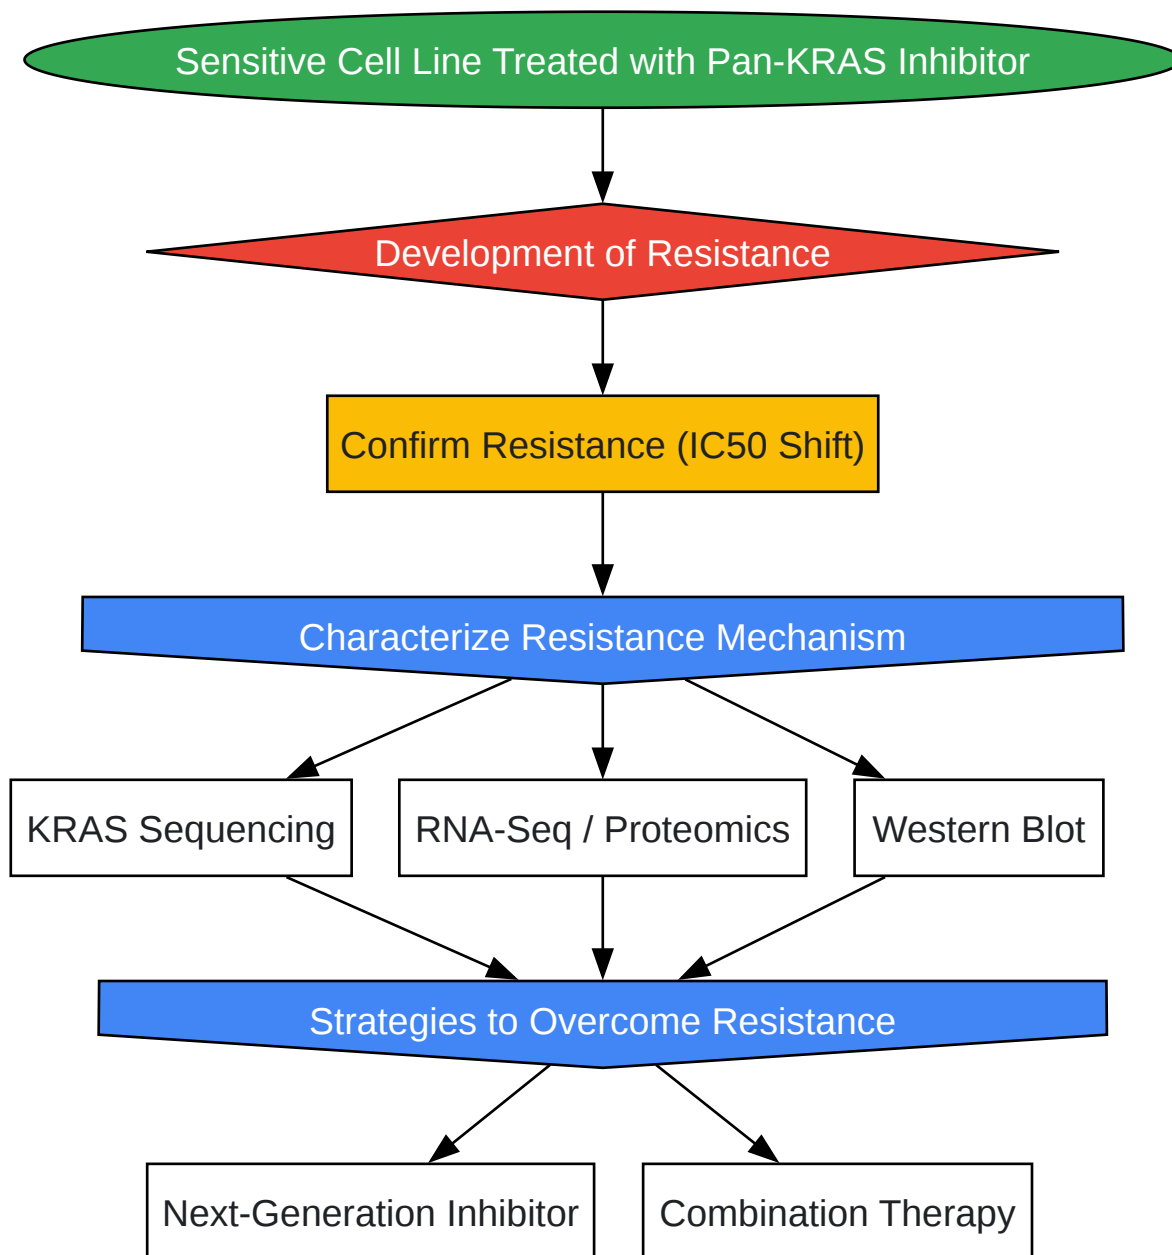 Sensitive Cell Line Treated with Pan-KRAS Inhibitor
Development of Resistance
Confirm Resistance (IC50 Shift)
Characterize Resistance Mechanism
KRAS Sequencing
RNA-Seq / Proteomics
Western Blot
Strategies to Overcome Resistance
Next-Generation Inhibitor
Combination Therapy